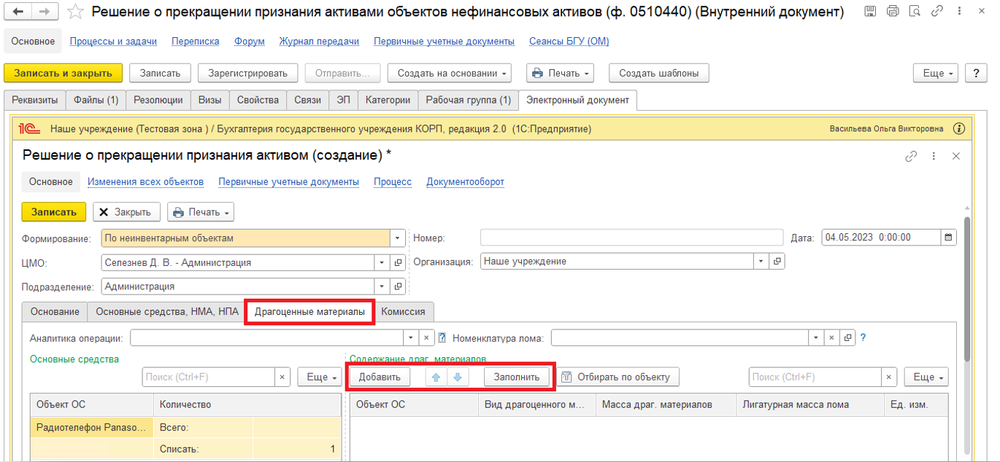 Решение о прекращении признания активами объектов нефинансовых активов (ф. 0510440) (Внутренний документ)
Основное Процессы и задачи Переписка Форум Журнал передачи Первичные учетные документы Сеансы БГУ (ОМ)
Записать и закрыть Записать Зарегистрировать Отправить... Создать на основании Печать Создать шаблоны Еще ?
Реквизиты Файлы (1) Резолюции Визы Свойства Связи ЭП Категории Рабочая группа (1) Электронный документ
1С Наше учреждение (Тестовая зона ) / Бухгалтерия государственного учреждения КОРП, редакция 2.0 (1С:Предприятие) Васильева Ольга Викторовна i
Решение о прекращении признания активом (создание) *
Основное Изменения всех объектов Первичные учетные документы Процесс Документооборот
Записать Закрыть Печать
Формирование: По неинвентарным объектам Номер: Дата: 04.05.2023 0:00:00
ЦМО: Селезнев Д. В. - Администрация Организация: Наше учреждение
Подразделение: Администрация
Основание Основные средства, НМА, НПА Драгоценные материалы Комиссия
Аналитика операции: ? Номенклатура лома: ?
Основные средства Содержание драг. материалов
Поиск (Ctrl+F) × Еще Добавить Заполнить Отбирать по объекту Поиск (Ctrl+F) × Еще
Объект ОС Количество Объект ОС Вид драгоценного м... Масса драг. материалов Лигатурная масса лома Ед. изм.
Радиотелефон Panaso... Всего:
Списать: 1